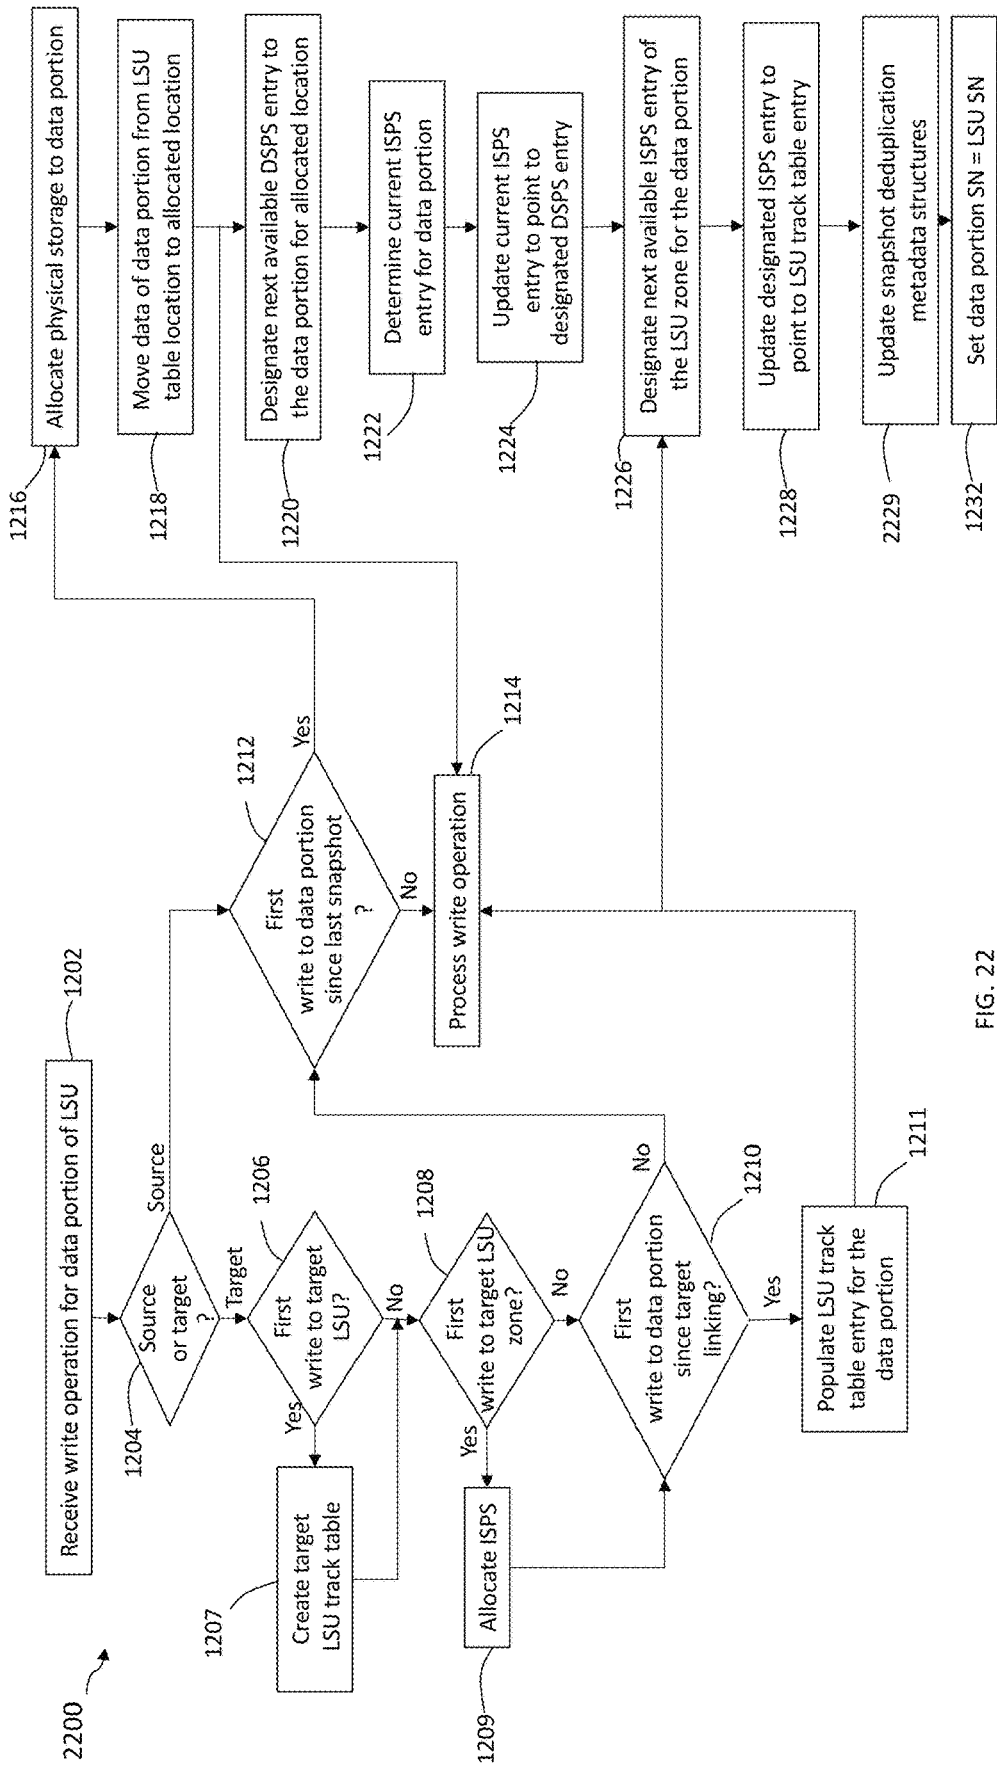 2200
Receive write operation for data portion of LSU
1202
Source
or target
?
1204
Source
Target
First
write to target
LSU?
1206
Yes
No
Create target
LSU track table
1207
First
write to target LSU
zone?
1208
Yes
No
Allocate ISPS
1209
First
write to data portion
since target
linking?
1210
No
Yes
Populate LSU track
table entry for the
data portion
1211
First
write to data portion
since last snapshot
?
1212
Yes
No
Process write operation
1214
Allocate physical storage to data portion
1216
Move data of data portion from LSU
table location to allocated location
1218
Designate next available DSPS entry to
the data portion for allocated location
1220
Determine current ISPS
entry for data portion
1222
Update current ISPS
entry to point to
designated DSPS entry
1224
Designate next available ISPS entry of
the LSU zone for the data portion
1226
Update designated ISPS entry to
point to LSU track table entry
1228
Update snapshot deduplication
metadata structures
2229
Set data portion SN = LSU SN
1232
FIG. 22